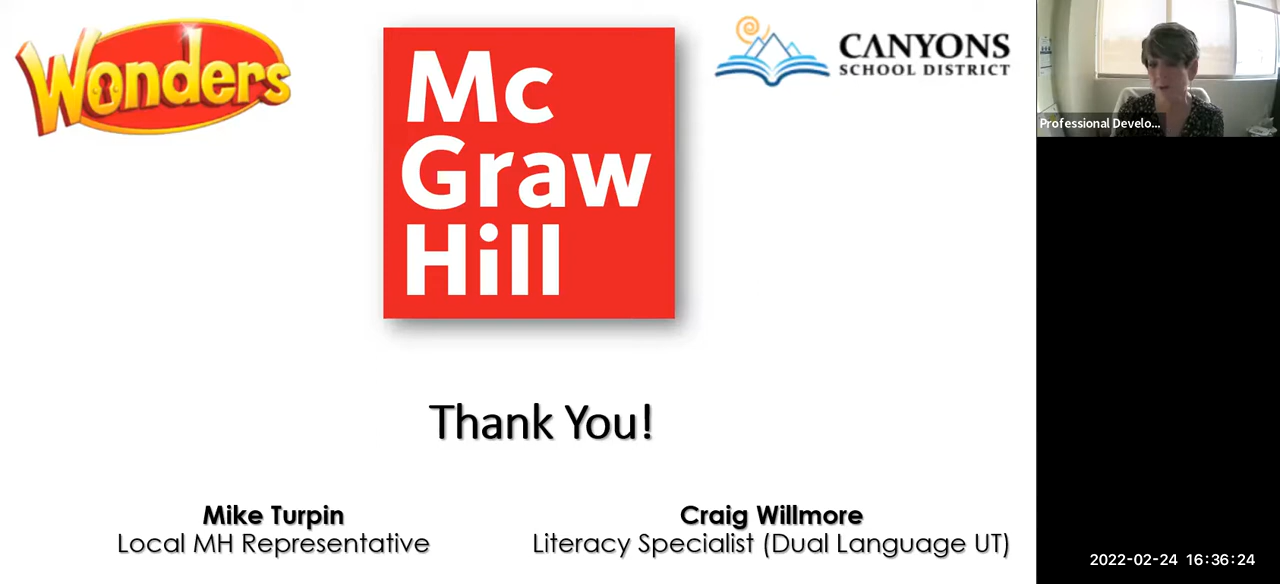 Wonders
Mc
Graw
Hill
CANYONS
SCHOOL DISTRICT
Professional Develo...
Thank You!
Mike Turpin
Local MH Representative
Craig Willmore
Literacy Specialist (Dual Language UT)
2022-02-24 16:36:24